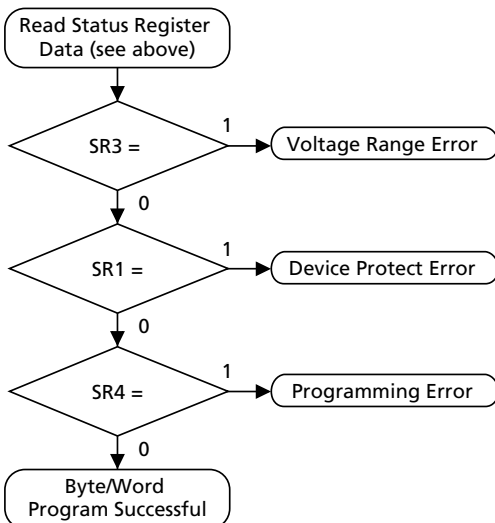 Read Status Register
Data (see above)
1
SR3 =
Voltage Range Error
0
1
SR1 =
Device Protect Error
0
1
SR4 =
Programming Error
0
Byte/Word
Program Successful